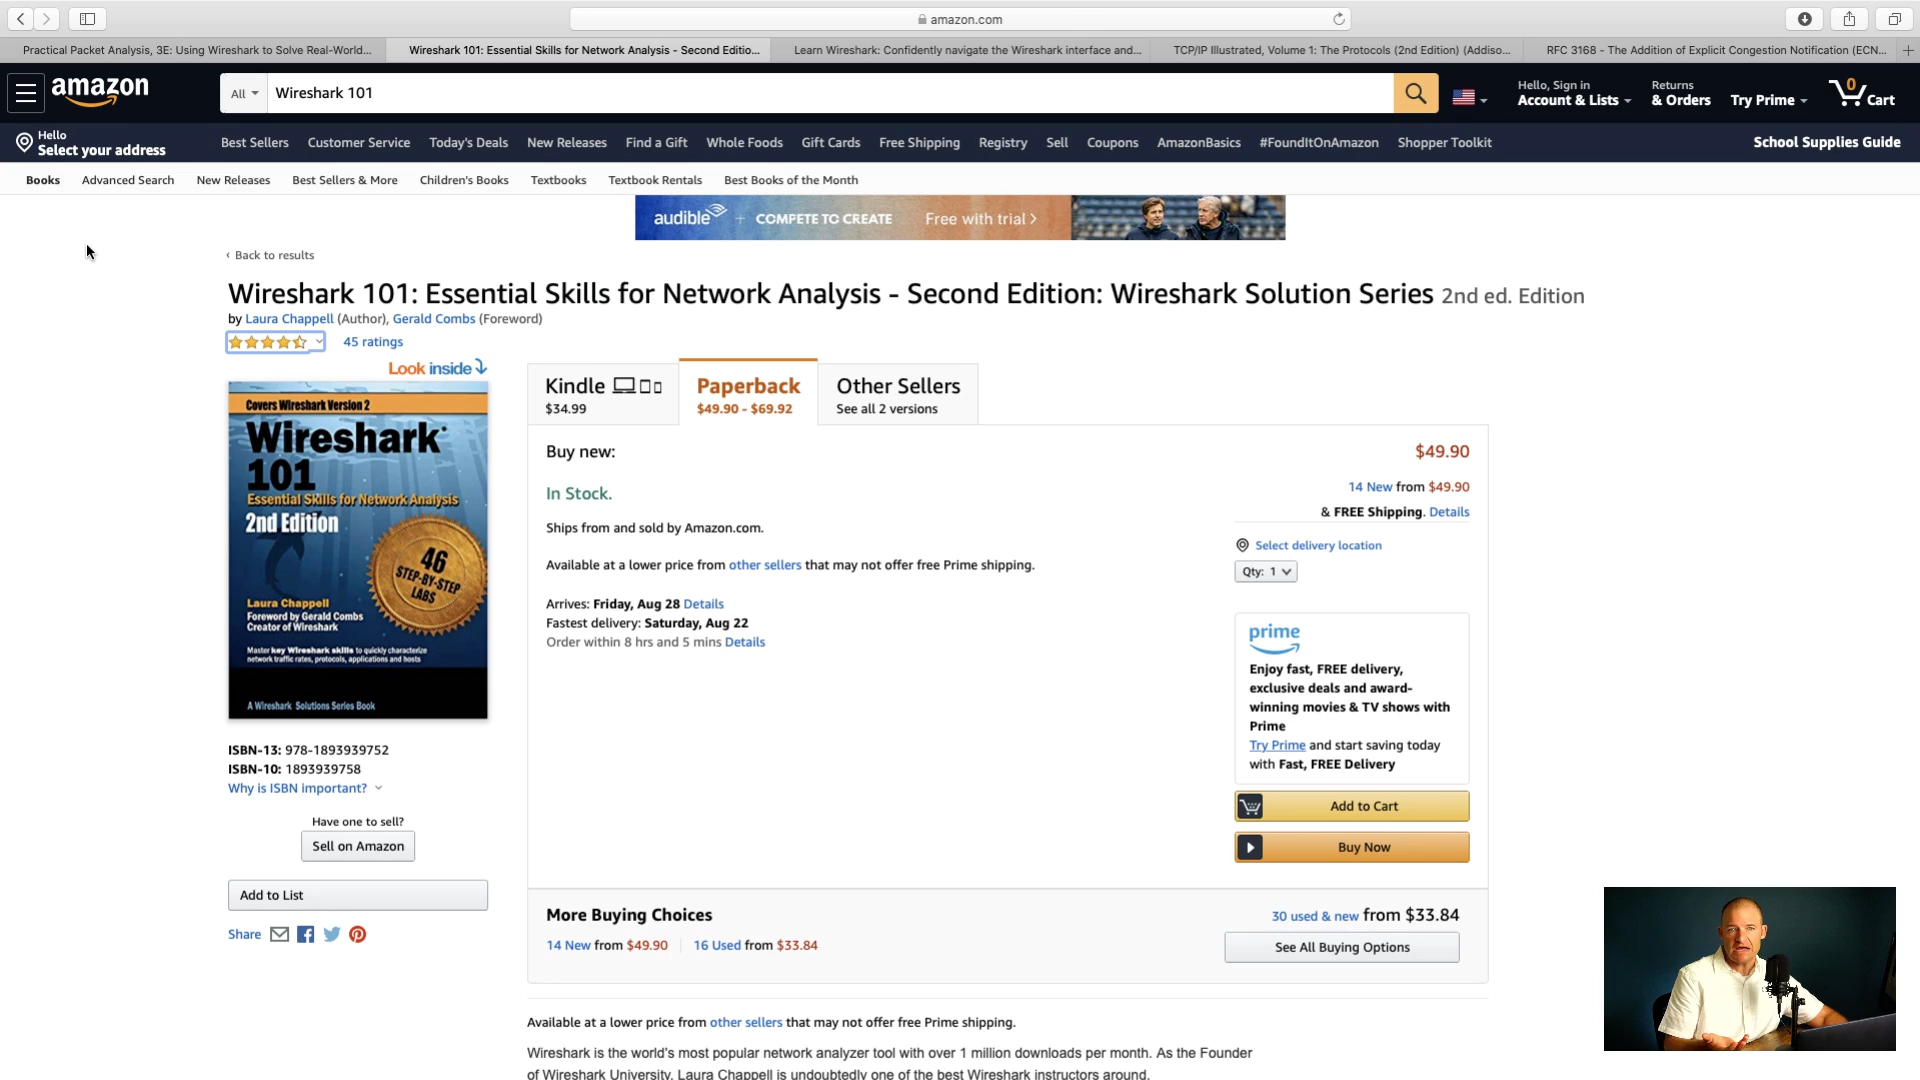 amazon.com
Practical Packet Analysis, 3E: Using Wireshark to Solve Real-World...
Wireshark 101: Essential Skills for Network Analysis - Second Editio...
Learn Wireshark: Confidently navigate the Wireshark interface and...
TCP/IP Illustrated, Volume 1: The Protocols (2nd Edition) (Addiso...
RFC 3168 - The Addition of Explicit Congestion Notification (ECN...
amazon
All
Wireshark 101
Hello, Sign in
Account & Lists
Returns
& Orders
Try Prime
0
Cart
Hello
Select your address
Best Sellers
Customer Service
Today's Deals
New Releases
Find a Gift
Whole Foods
Gift Cards
Free Shipping
Registry
Sell
Coupons
AmazonBasics
#FoundItOnAmazon
Shopper Toolkit
School Supplies Guide
Books
Advanced Search
New Releases
Best Sellers & More
Children's Books
Textbooks
Textbook Rentals
Best Books of the Month
audible + COMPETE TO CREATE Free with trial >
‹ Back to results
Wireshark 101: Essential Skills for Network Analysis - Second Edition: Wireshark Solution Series 2nd ed. Edition
by Laura Chappell (Author), Gerald Combs (Foreword)
45 ratings
Look inside
Covers Wireshark Version 2
Wireshark
101
Essential Skills for Network Analysis
2nd Edition
46
STEP-BY-STEP
LABS
Laura Chappell
Foreword by Gerald Combs
Creator of Wireshark
Master key Wireshark skills to quickly characterize
network traffic rates, protocols, applications and hosts
A Wireshark Solutions Series Book
ISBN-13: 978-1893939752
ISBN-10: 1893939758
Why is ISBN important?
Have one to sell?
Sell on Amazon
Add to List
Share
Kindle
$34.99
Paperback
$49.90 - $69.92
Other Sellers
See all 2 versions
Buy new:
$49.90
In Stock.
14 New from $49.90
& FREE Shipping. Details
Ships from and sold by Amazon.com.
Select delivery location
Available at a lower price from other sellers that may not offer free Prime shipping.
Qty: 1
Arrives: Friday, Aug 28 Details
Fastest delivery: Saturday, Aug 22
Order within 8 hrs and 5 mins Details
prime
Enjoy fast, FREE delivery,
exclusive deals and award-
winning movies & TV shows with
Prime
Try Prime and start saving today
with Fast, FREE Delivery
Add to Cart
Buy Now
More Buying Choices
14 New from $49.90
16 Used from $33.84
30 used & new from $33.84
See All Buying Options
Available at a lower price from other sellers that may not offer free Prime shipping.
Wireshark is the world's most popular network analyzer tool with over 1 million downloads per month. As the Founder
of Wireshark University, Laura Chappell is undoubtedly one of the best Wireshark instructors around.